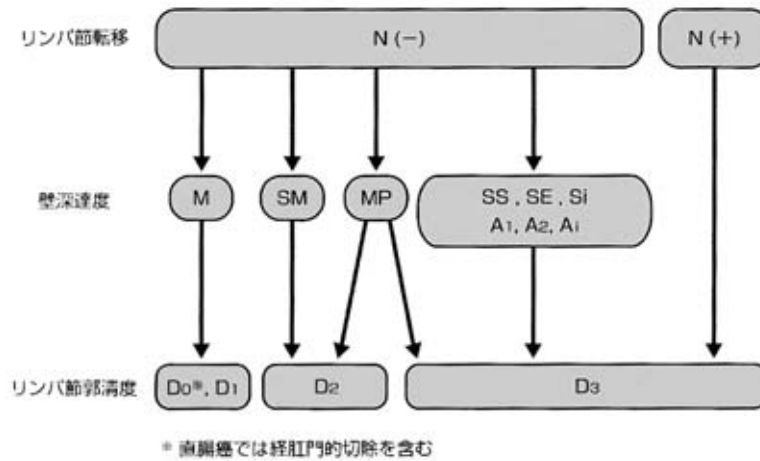 リンパ節転移 N (−) N (+)
壁深達度 M SM MP SS , SE , Si
A1, A2, Ai
リンパ節郭清度 D0※, D1 D2 D3
※ 直腸癌では経肛門的切除を含む